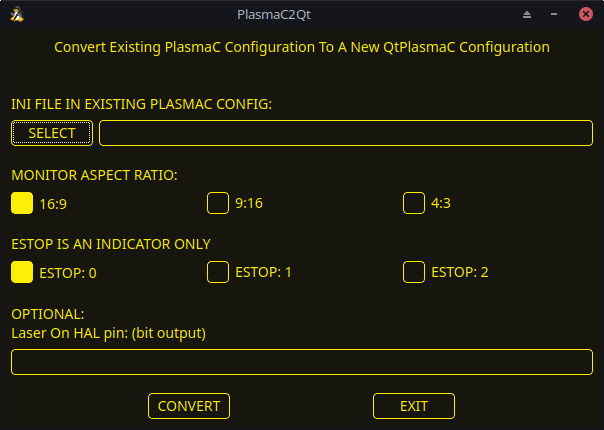 PlasmaC2Qt
Convert Existing PlasmaC Configuration To A New QtPlasmaC Configuration
INI FILE IN EXISTING PLASMAC CONFIG:
SELECT
MONITOR ASPECT RATIO:
16:9 9:16 4:3
ESTOP IS AN INDICATOR ONLY
ESTOP: 0 ESTOP: 1 ESTOP: 2
OPTIONAL:
Laser On HAL pin: (bit output)
CONVERT EXIT